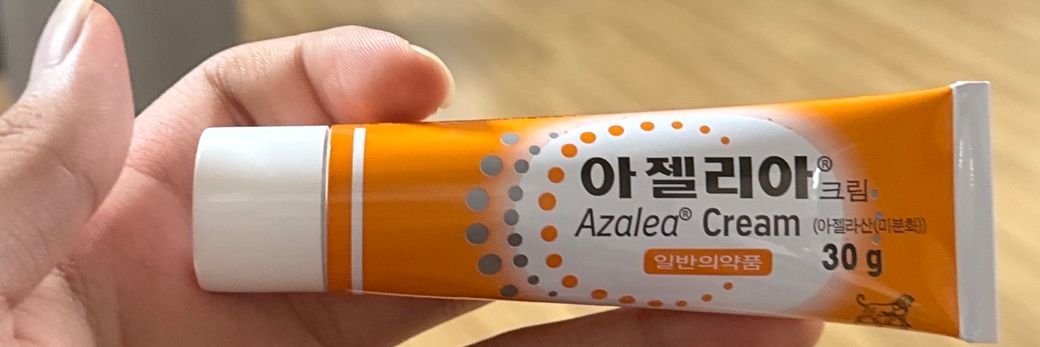 아젤리아® 크림
Azalea® Cream (아젤라산(미분화))
일반의약품 30 g